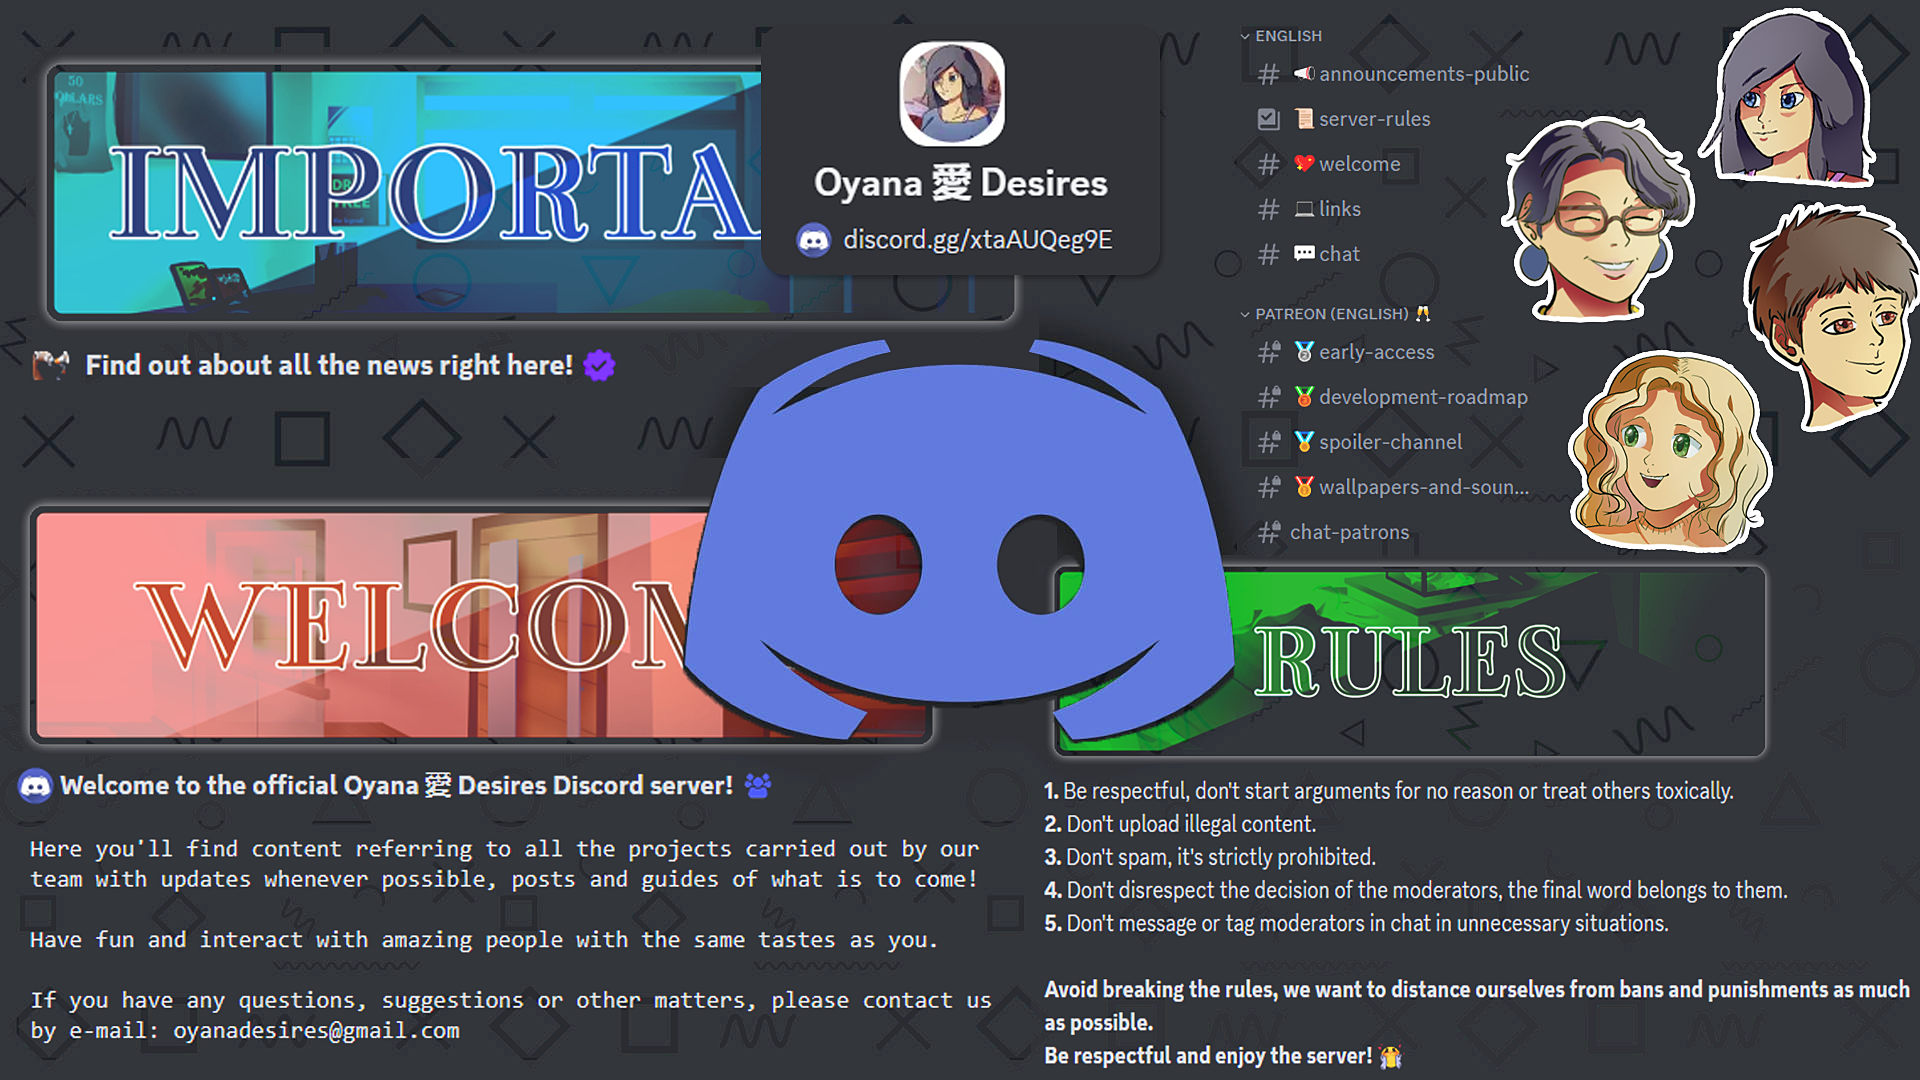 50
IMPORTA
Find out about all the news right here!
Oyana 愛 Desires
discord.gg/xtaAUQeg9E
ENGLISH
announcements-public
server-rules
welcome
links
chat
PATREON (ENGLISH)
early-access
development-roadmap
spoiler-channel
wallpapers-and-soun...
chat-patrons
WELCOM
Welcome to the official Oyana 愛 Desires Discord server!
Here you'll find content referring to all the projects carried out by our
team with updates whenever possible, posts and guides of what is to come!
Have fun and interact with amazing people with the same tastes as you.
If you have any questions, suggestions or other matters, please contact us
by e-mail: oyanadesires@gmail.com
RULES
1. Be respectful, don't start arguments for no reason or treat others toxically.
2. Don't upload illegal content.
3. Don't spam, it's strictly prohibited.
4. Don't disrespect the decision of the moderators, the final word belongs to them.
5. Don't message or tag moderators in chat in unnecessary situations.
Avoid breaking the rules, we want to distance ourselves from bans and punishments as much
as possible.
Be respectful and enjoy the server!